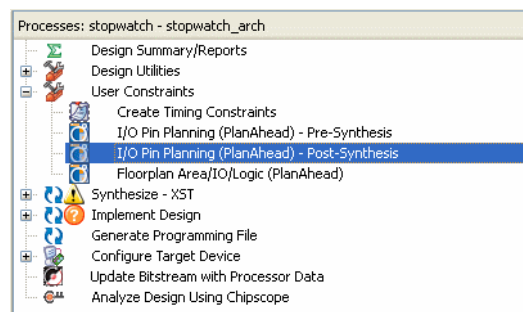 Processes: stopwatch - stopwatch_arch
Design Summary/Reports
Design Utilities
User Constraints
Create Timing Constraints
I/O Pin Planning (PlanAhead) - Pre-Synthesis
I/O Pin Planning (PlanAhead) - Post-Synthesis
Floorplan Area/IO/Logic (PlanAhead)
Synthesize - XST
Implement Design
Generate Programming File
Configure Target Device
Update Bitstream with Processor Data
Analyze Design Using Chipscope